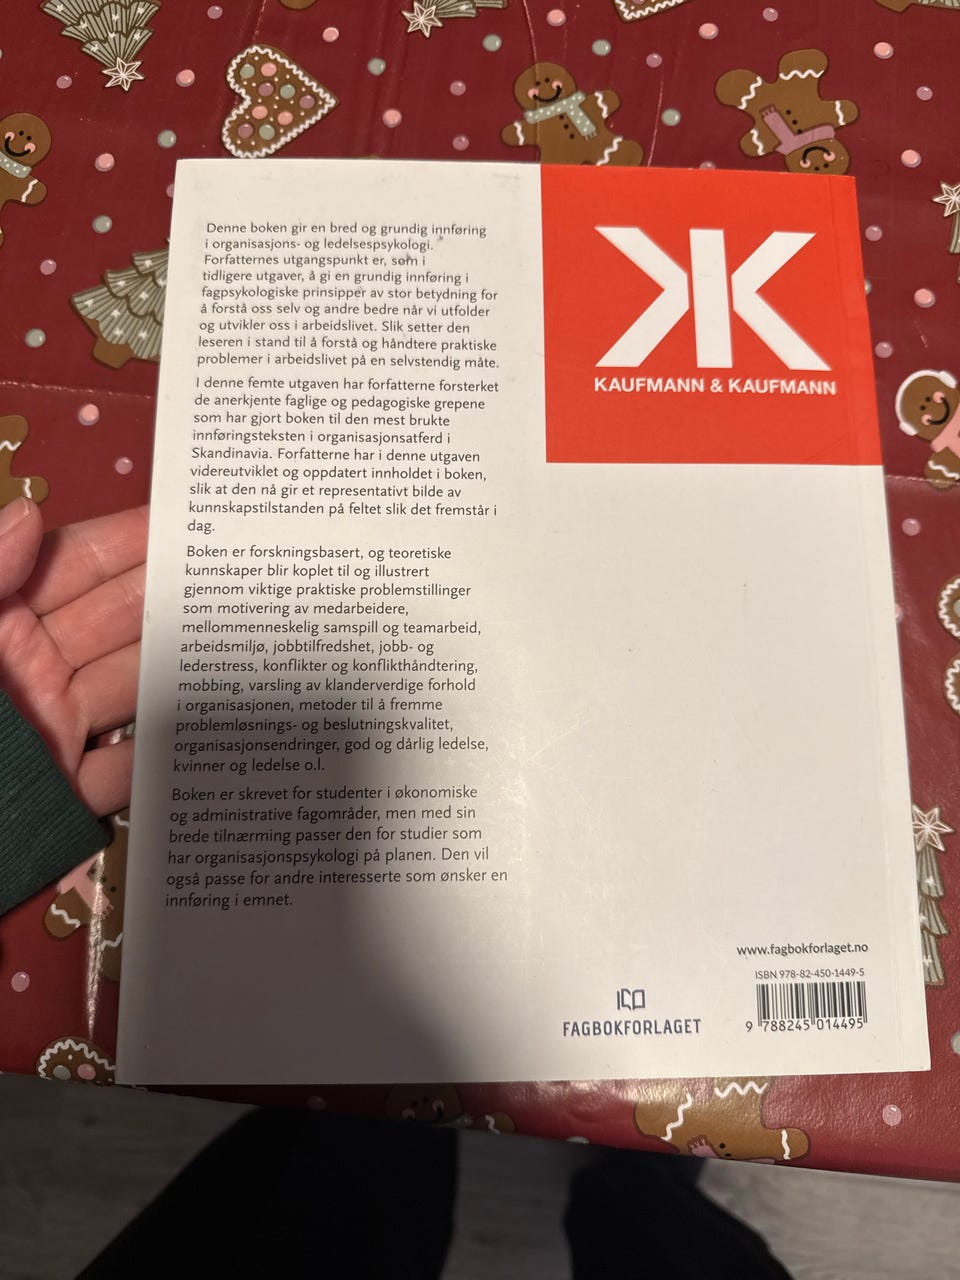 Denne boken gir en bred og grundig innføring
i organisasjons- og ledelsespsykologi.
Forfatternes utgangspunkt er, som i
tidligere utgaver, å gi en grundig innføring i
fagpsykologiske prinsipper av stor betydning for
å forstå oss selv og andre bedre når vi utfolder
og utvikler oss i arbeidslivet. Slik setter den
leseren i stand til å forstå og håndtere praktiske
problemer i arbeidslivet på en selvstendig måte.
I denne femte utgaven har forfatterne forsterket
de anerkjente faglige og pedagogiske grepene
som har gjort boken til den mest brukte
innføringsteksten i organisasjonsatferd i
Skandinavia. Forfatterne har i denne utgaven
videreutviklet og oppdatert innholdet i boken,
slik at den nå gir et representativt bilde av
kunnskapstilstanden på feltet slik det fremstår i
dag.
Boken er forskningsbasert, og teoretiske
kunnskaper blir koplet til og illustrert
gjennom viktige praktiske problemstillinger
som motivering av medarbeidere,
mellommenneskelig samspill og teamarbeid,
arbeidsmiljø, jobbtilfredshet, jobb- og
lederstress, konflikter og konflikthåndtering,
mobbing, varsling av klanderverdige forhold
i organisasjonen, metoder til å fremme
problemløsnings- og beslutningskvalitet,
organisasjonsendringer, god og dårlig ledelse,
kvinner og ledelse o.l.
Boken er skrevet for studenter i økonomiske
og administrative fagområder, men med sin
brede tilnærming passer den for studier som
har organisasjonspsykologi på planen. Den vil
også passe for andre interesserte som ønsker en
innføring i emnet.
KK
KAUFMANN & KAUFMANN
www.fagbokforlaget.no
ISBN 978-82-450-1449-5
9 788245 014495
FAGBOKFORLAGET